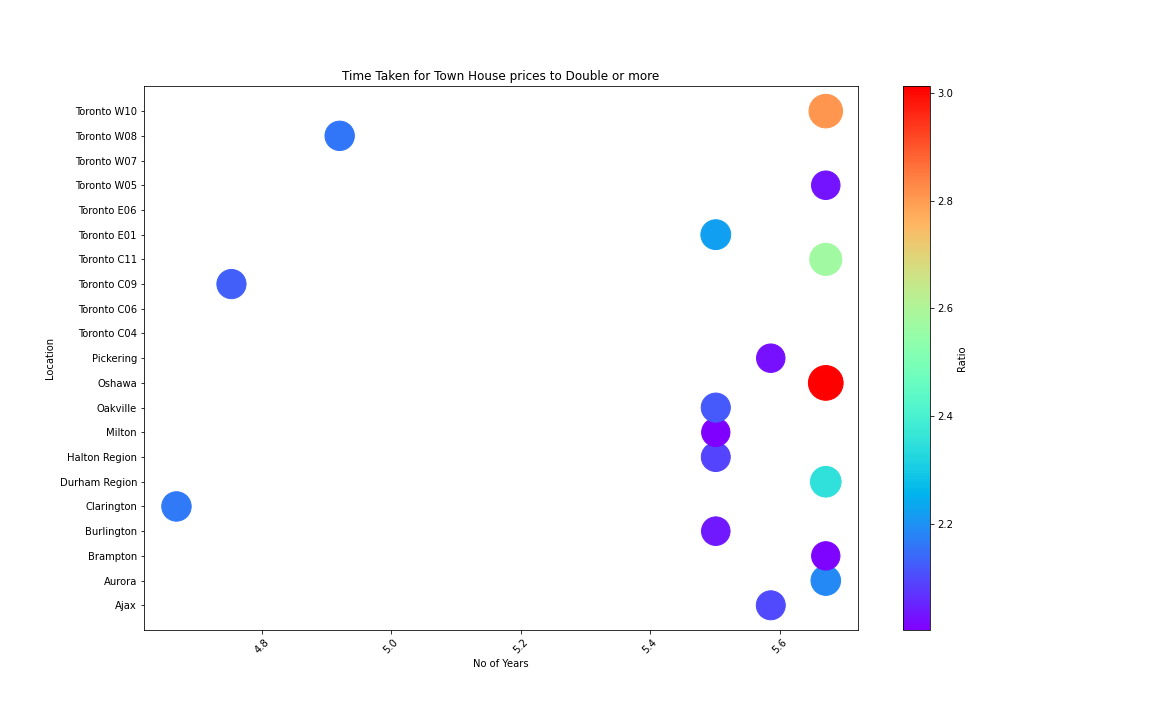 Time Taken for Town House prices to Double or more
Toronto W10
Toronto W08
Toronto W07
Toronto W05
Toronto E06
Toronto E01
Toronto C11
Toronto C09
Toronto C06
Toronto C04
Pickering
Oshawa
Oakville
Milton
Halton Region
Durham Region
Clarington
Burlington
Brampton
Aurora
Ajax
Location
4.8
5.0
5.2
5.4
5.6
No of Years
3.0
2.8
2.6
2.4
2.2
Ratio